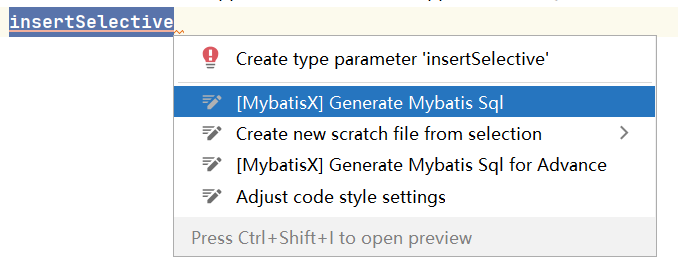 insertSelective
Create type parameter 'insertSelective'
[MybatisX] Generate Mybatis Sql
Create new scratch file from selection
[MybatisX] Generate Mybatis Sql for Advance
Adjust code style settings
Press Ctrl+Shift+I to open preview